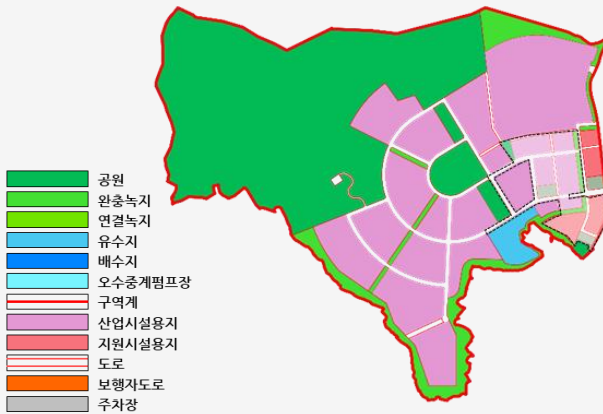 공원
완충녹지
연결녹지
유수지
배수지
오수중계펌프장
구역계
산업시설용지
지원시설용지
도로
보행자도로
주차장